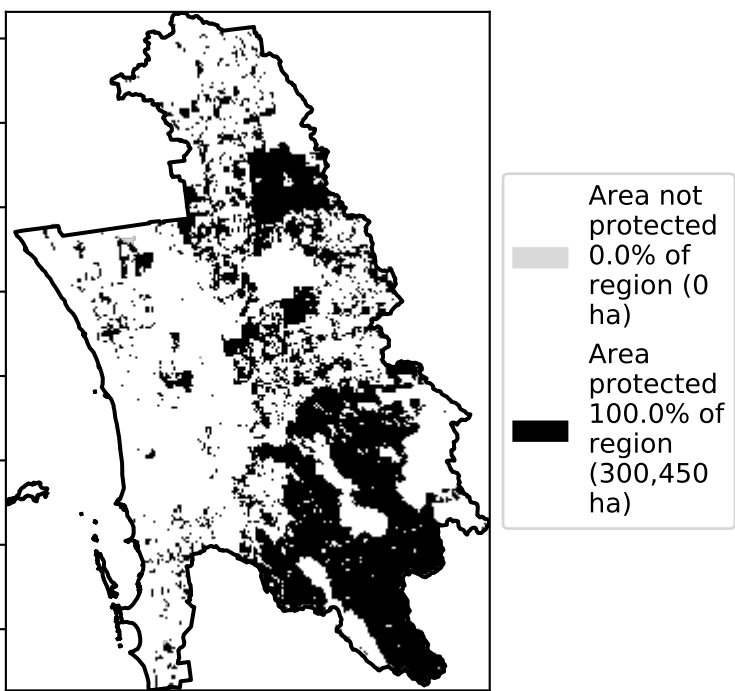 Area not
protected
0.0% of
region (0
ha)
Area
protected
100.0% of
region
(300,450
ha)